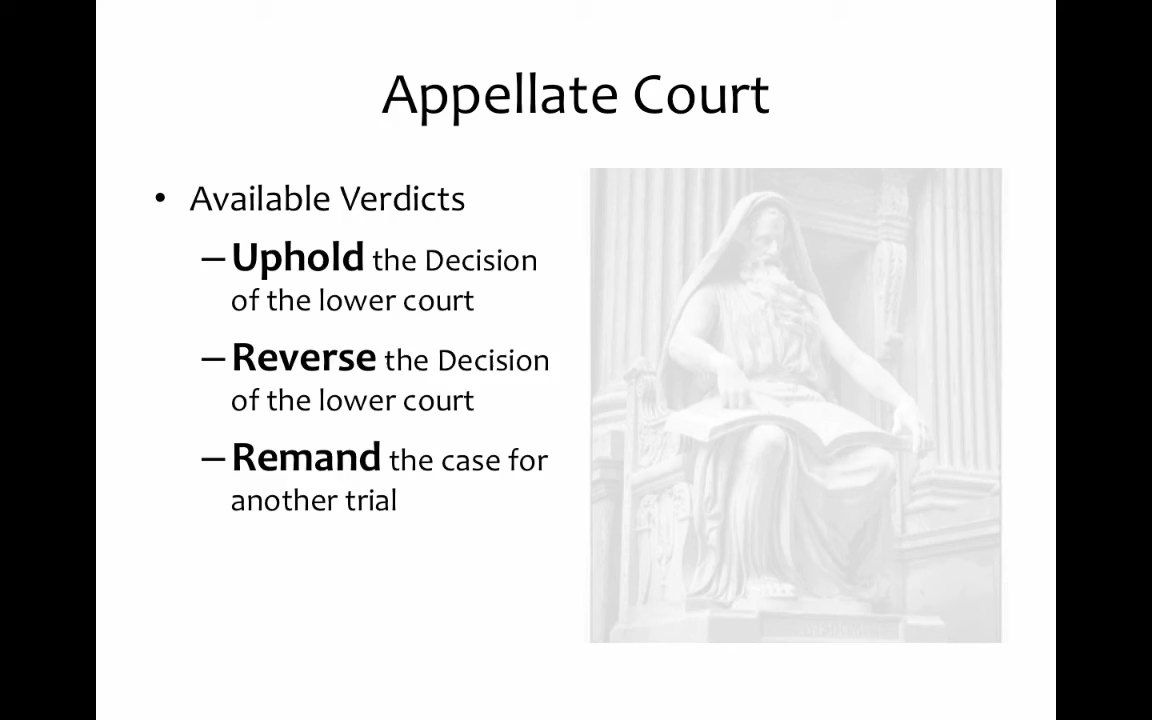 Appellate Court
• Available Verdicts
– Uphold the Decision
of the lower court
– Reverse the Decision
of the lower court
– Remand the case for
another trial